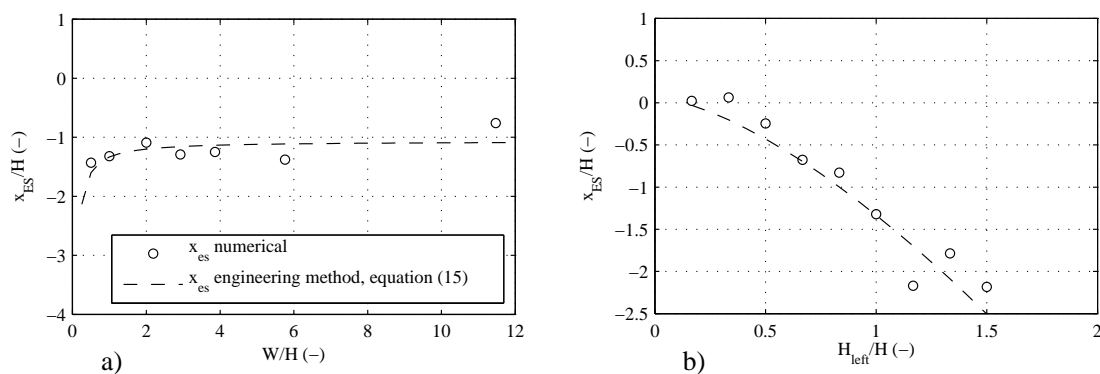 1
0
−1
−2
−3
−4
x_ES/H (−)
0 2 4 6 8 10 12
W/H (−)
x_es numerical
x_es engineering method, equation (15)
a)
1
0.5
0
−0.5
−1
−1.5
−2
−2.5
x_ES/H (−)
0 0.5 1 1.5 2
H_left/H (−)
b)